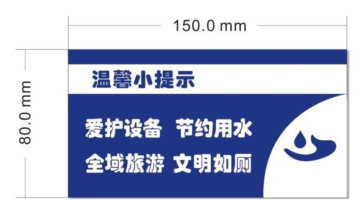 150.0 mm
80.0 mm
温馨小提示
爱护设备 节约用水
全域旅游 文明如厕